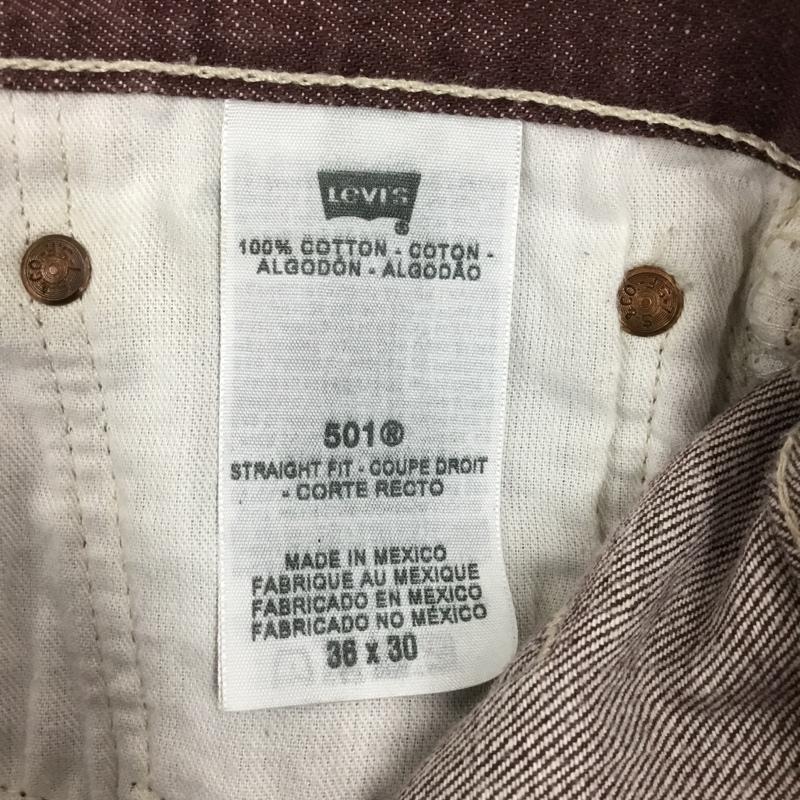 LEVI'S
®
100% COTTON - COTON -
ALGODÓN - ALGODÃO
501®
STRAIGHT FIT - COUPE DROIT
- CORTE RECTO
MADE IN MEXICO
FABRIQUE AU MEXIQUE
FABRICADO EN MEXICO
FABRICADO NO MÉXICO
36 x 30